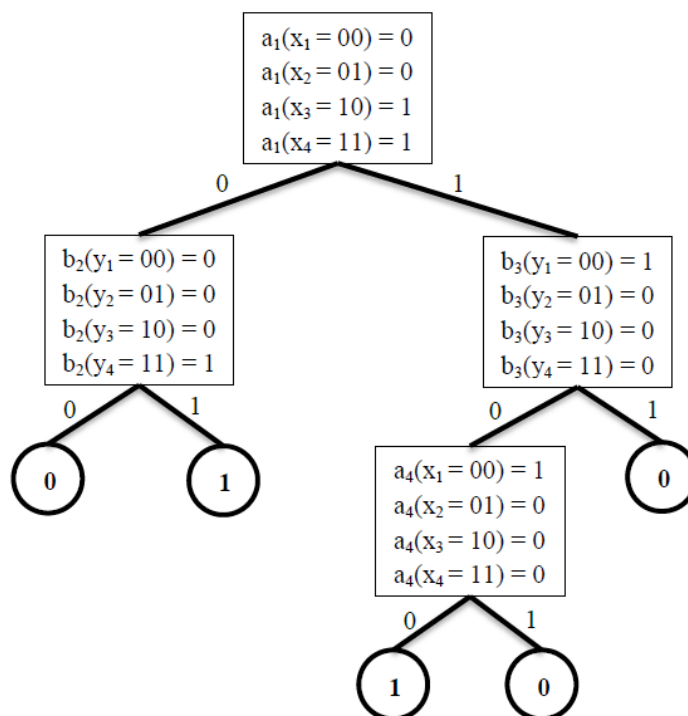 a₁(x₁ = 00) = 0
a₁(x₂ = 01) = 0
a₁(x₃ = 10) = 1
a₁(x₄ = 11) = 1
0
1
b₂(y₁ = 00) = 0
b₂(y₂ = 01) = 0
b₂(y₃ = 10) = 0
b₂(y₄ = 11) = 1
b₃(y₁ = 00) = 1
b₃(y₂ = 01) = 0
b₃(y₃ = 10) = 0
b₃(y₄ = 11) = 0
0
1
0
1
0
1
0
a₄(x₁ = 00) = 1
a₄(x₂ = 01) = 0
a₄(x₃ = 10) = 0
a₄(x₄ = 11) = 0
0
1
1
0